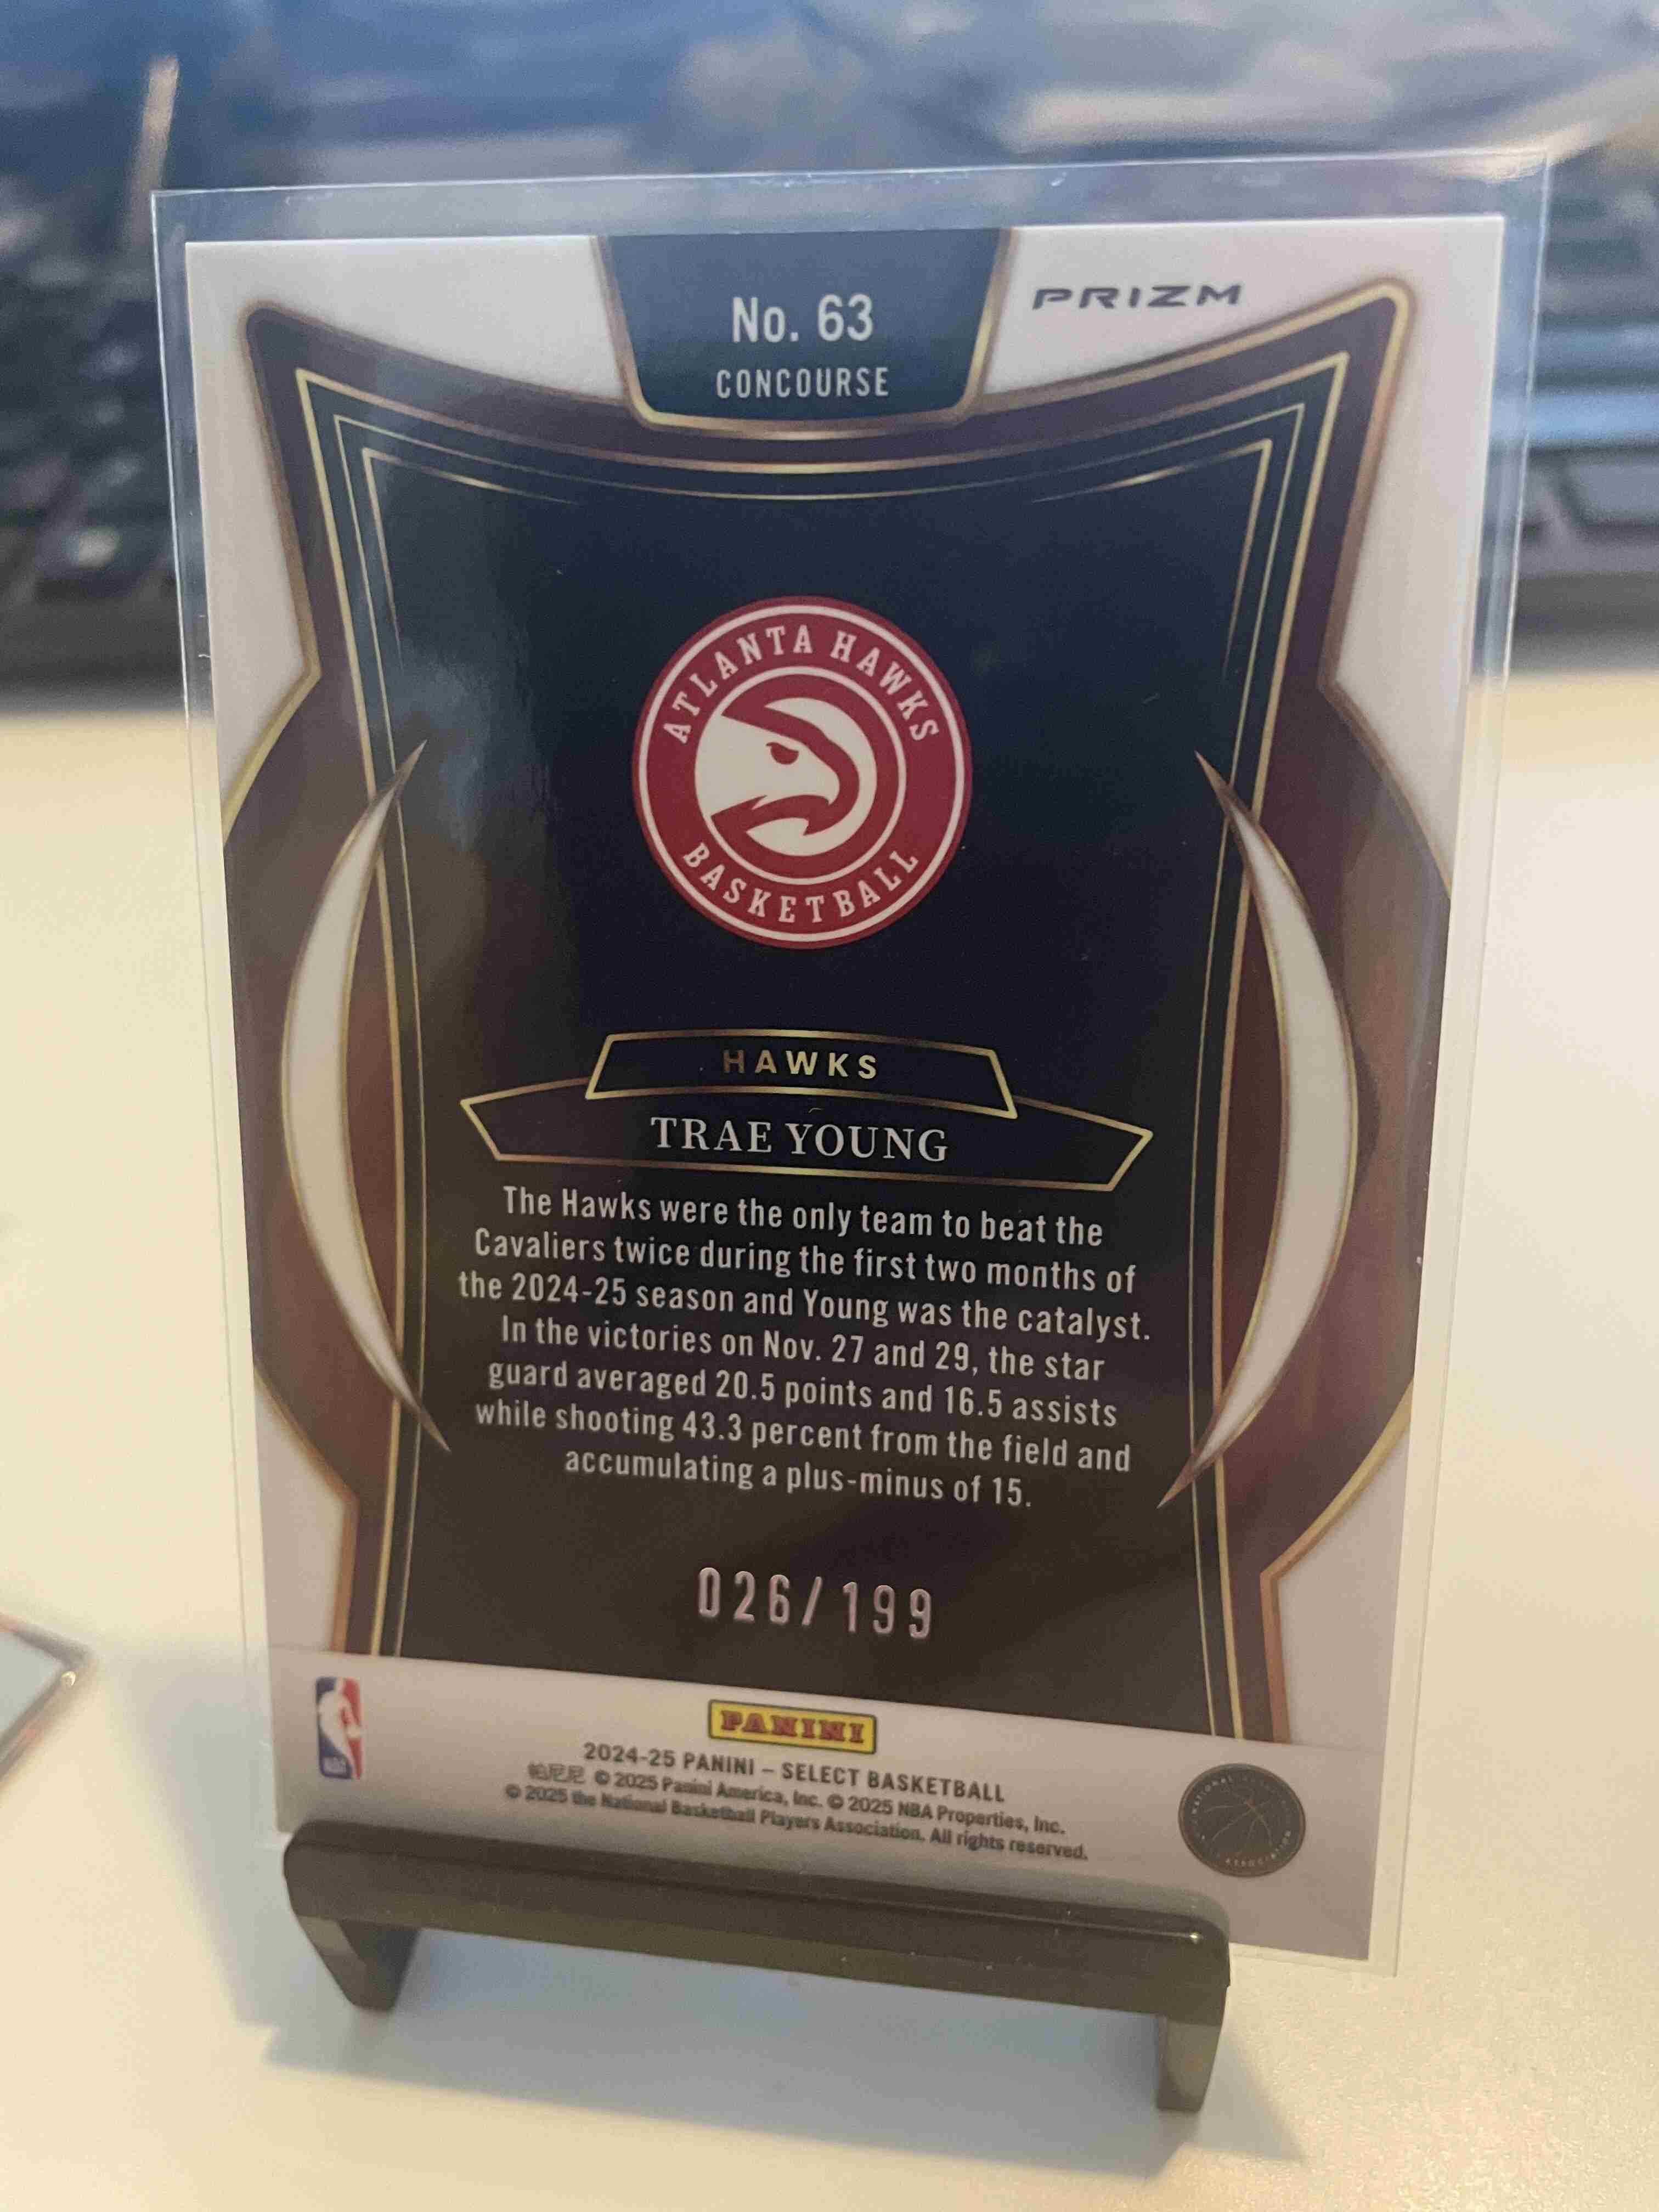 No. 63
CONCOURSE
PRIZM
ATLANTA HAWKS
BASKETBALL
HAWKS
TRAE YOUNG
The Hawks were the only team to beat the
Cavaliers twice during the first two months of
the 2024-25 season and Young was the catalyst.
In the victories on Nov. 27 and 29, the star
guard averaged 20.5 points and 16.5 assists
while shooting 43.3 percent from the field and
accumulating a plus-minus of 15.
026/199
NBA
PANINI
2024-25 PANINI – SELECT BASKETBALL
帕尼尼 © 2025 Panini America, Inc. © 2025 NBA Properties, Inc.
© 2025 the National Basketball Players Association. All rights reserved.
NATIONAL
ASSOCIATION